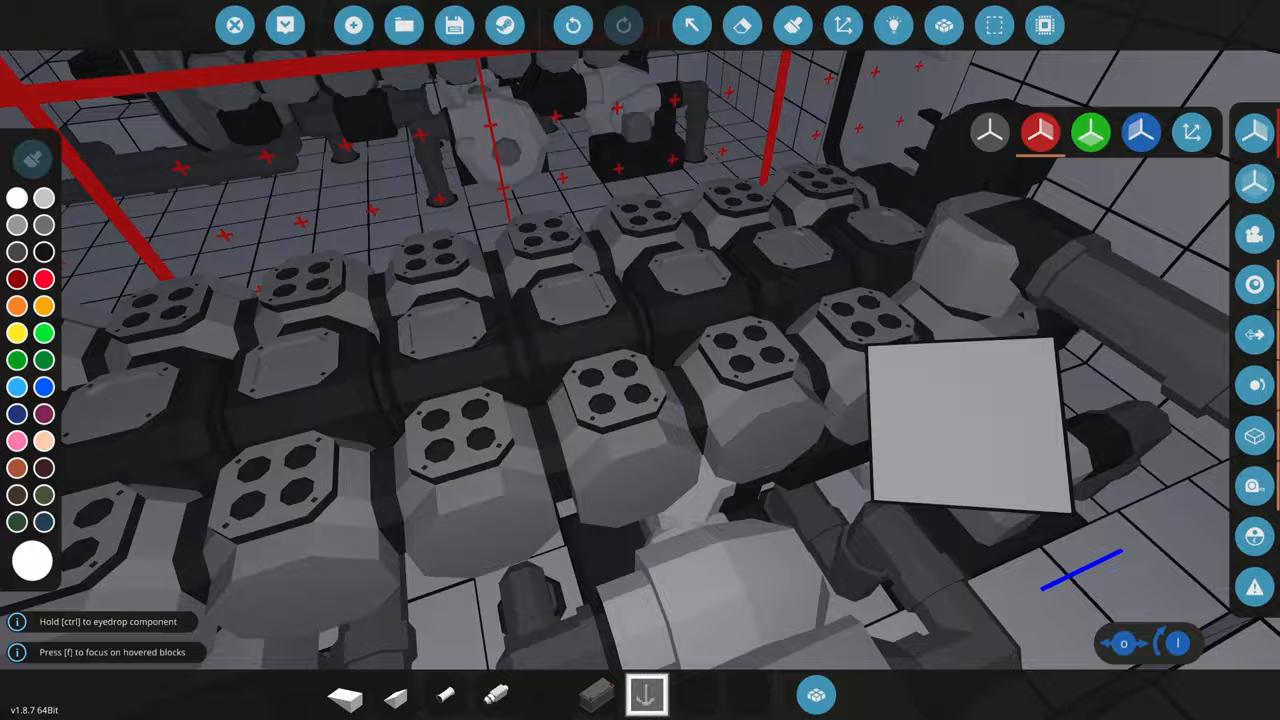 Hold [ctrl] to eyedrop component
Press [f] to focus on hovered blocks
v1.8.7 64Bit